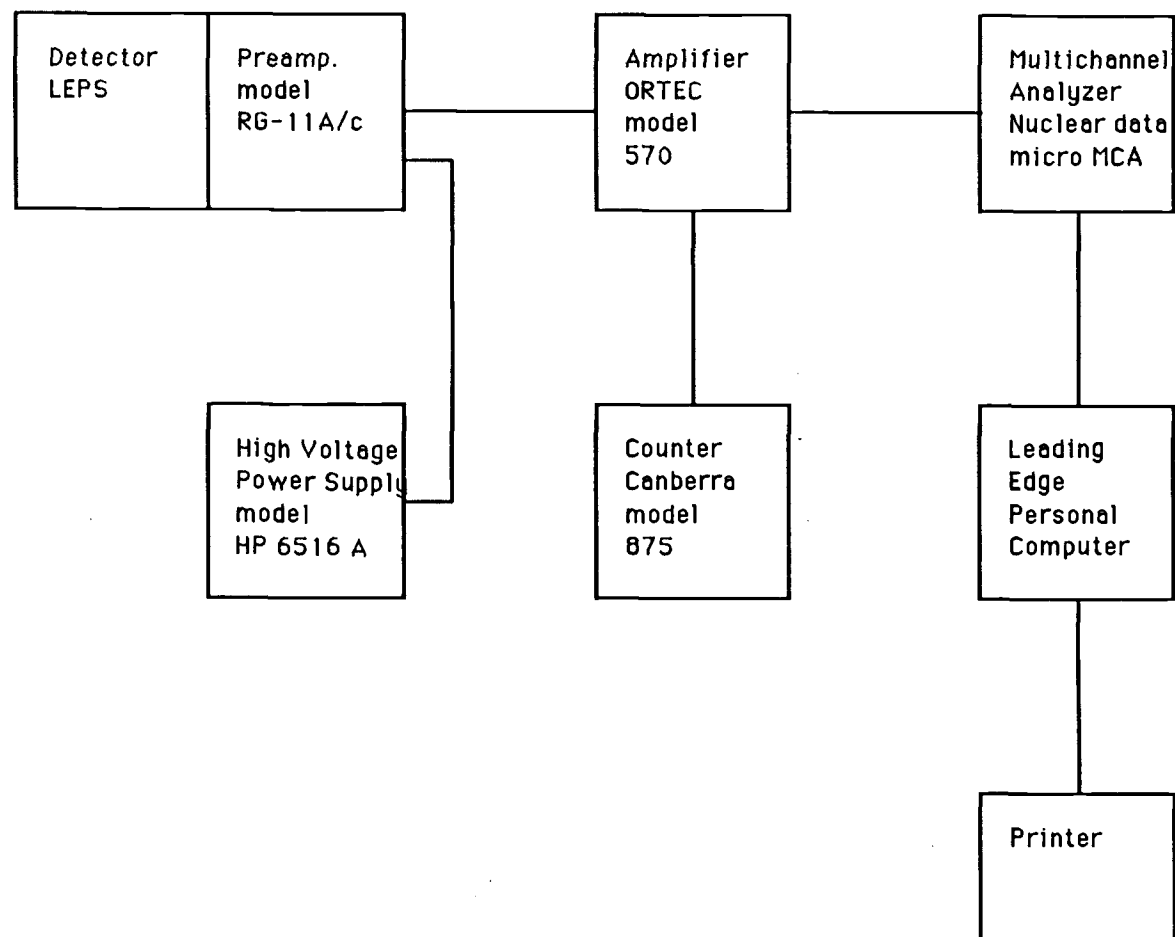 Detector
LEPS
Preamp.
model
RG-11A/c
Amplifier
ORTEC
model
570
Multichannel
Analyzer
Nuclear data
micro MCA
High Voltage
Power Supply
model
HP 6516 A
Counter
Canberra
model
875
Leading
Edge
Personal
Computer
Printer